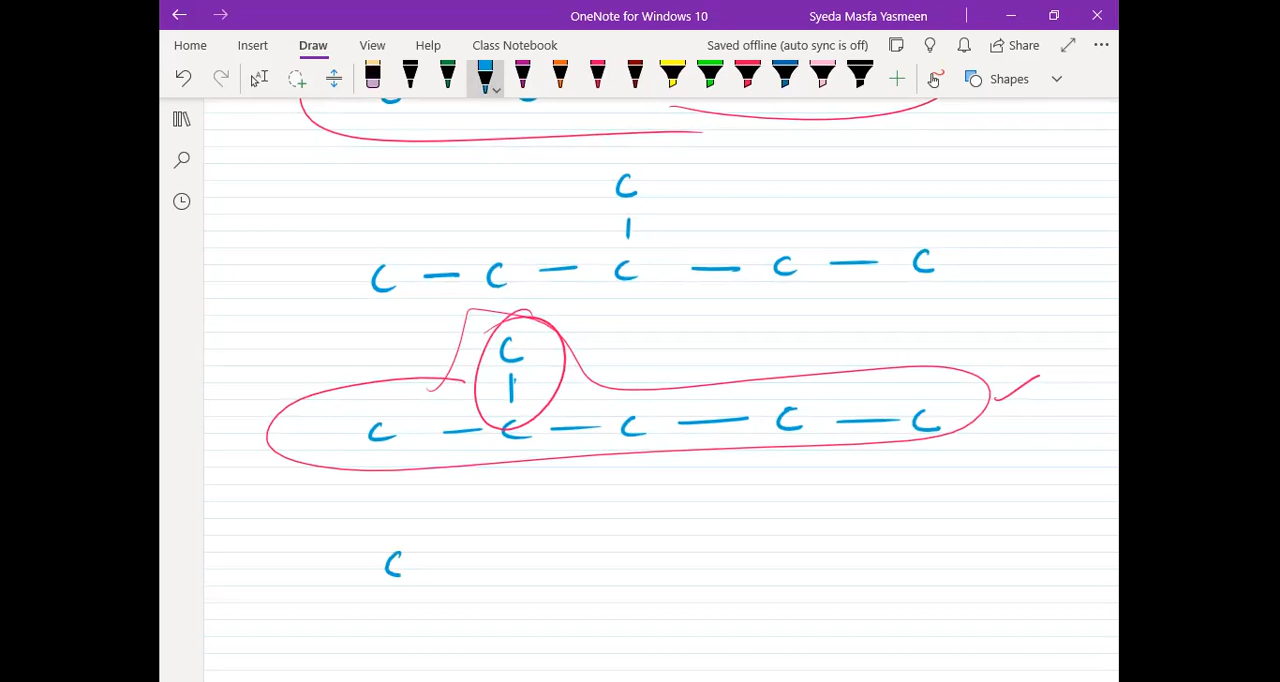 OneNote for Windows 10 Syeda Masfa Yasmeen
Home Insert Draw View Help Class Notebook Saved offline (auto sync is off) Share
Shapes
C
C - C - C - C - C
C
C - C - C - C - C
C